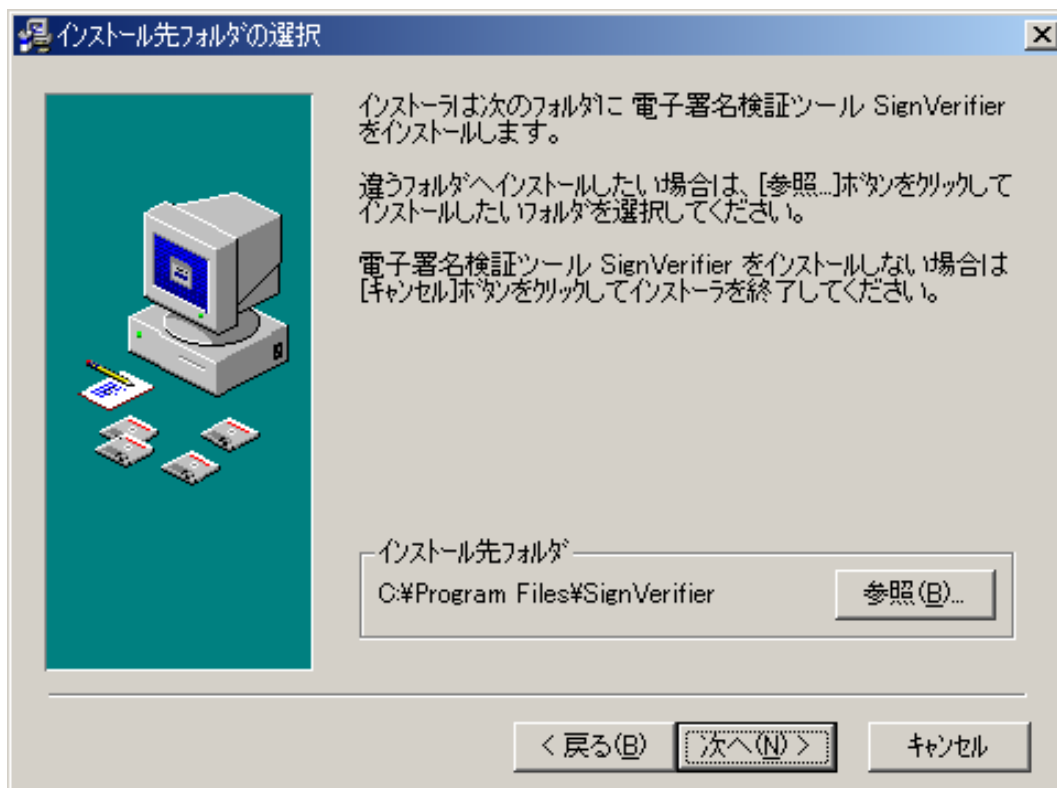 インストール先フォルダの選択
インストーラは次のフォルダに 電子署名検証ツール SignVerifier
をインストールします。
違うフォルダへインストールしたい場合は、[参照...]ボタンをクリックして
インストールしたいフォルダを選択してください。
電子署名検証ツール SignVerifier をインストールしない場合は
[キャンセル]ボタンをクリックしてインストーラを終了してください。
インストール先フォルダ
C:¥Program Files¥SignVerifier
参照(B)...
< 戻る(B)
次へ(N) >
キャンセル